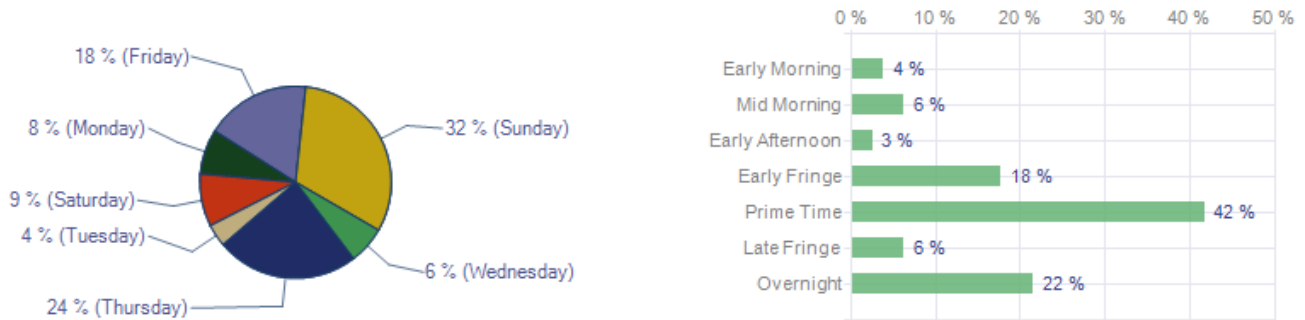 18 % (Friday)
8 % (Monday)
32 % (Sunday)
9 % (Saturday)
4 % (Tuesday)
6 % (Wednesday)
24 % (Thursday)
0 % 10 % 20 % 30 % 40 % 50 %
Early Morning 4 %
Mid Morning 6 %
Early Afternoon 3 %
Early Fringe 18 %
Prime Time 42 %
Late Fringe 6 %
Overnight 22 %